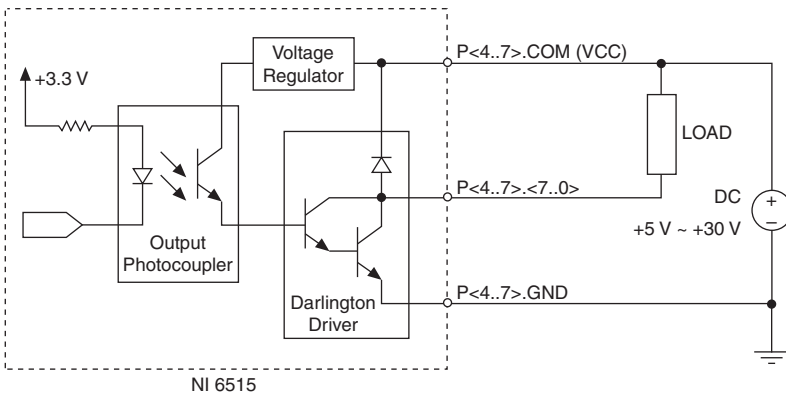 +3.3 V
Voltage
Regulator
P<4..7>.COM (VCC)
LOAD
P<4..7>.<7..0>
DC
+5 V ~ +30 V
+
–
Output
Photocoupler
P<4..7>.GND
Darlington
Driver
NI 6515